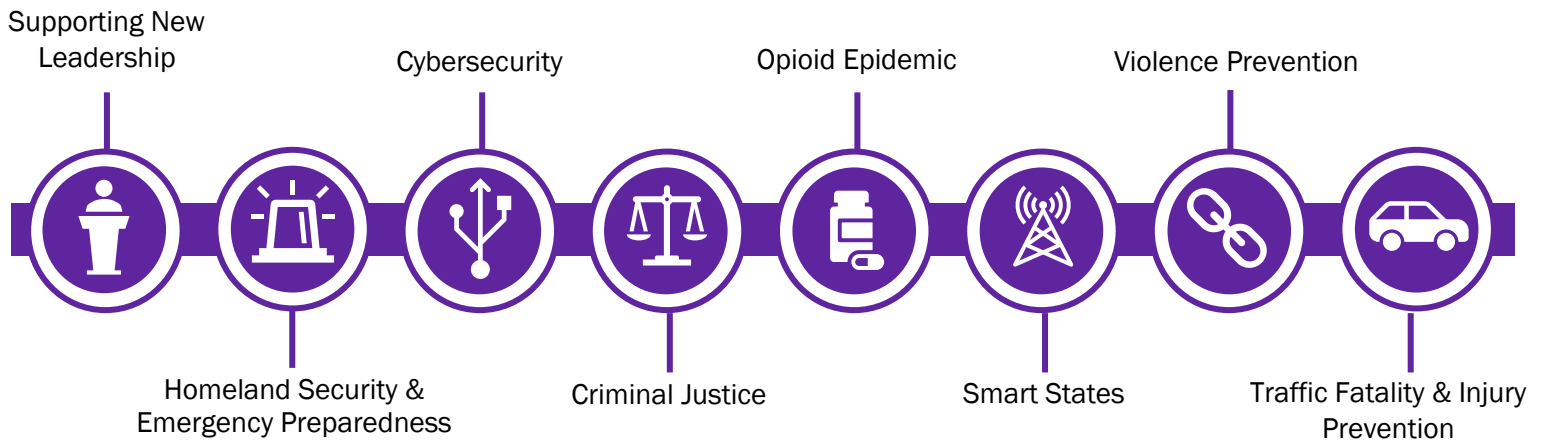 Supporting New
Leadership
Cybersecurity
Opioid Epidemic
Violence Prevention
Homeland Security &
Emergency Preparedness
Criminal Justice
Smart States
Traffic Fatality & Injury
Prevention